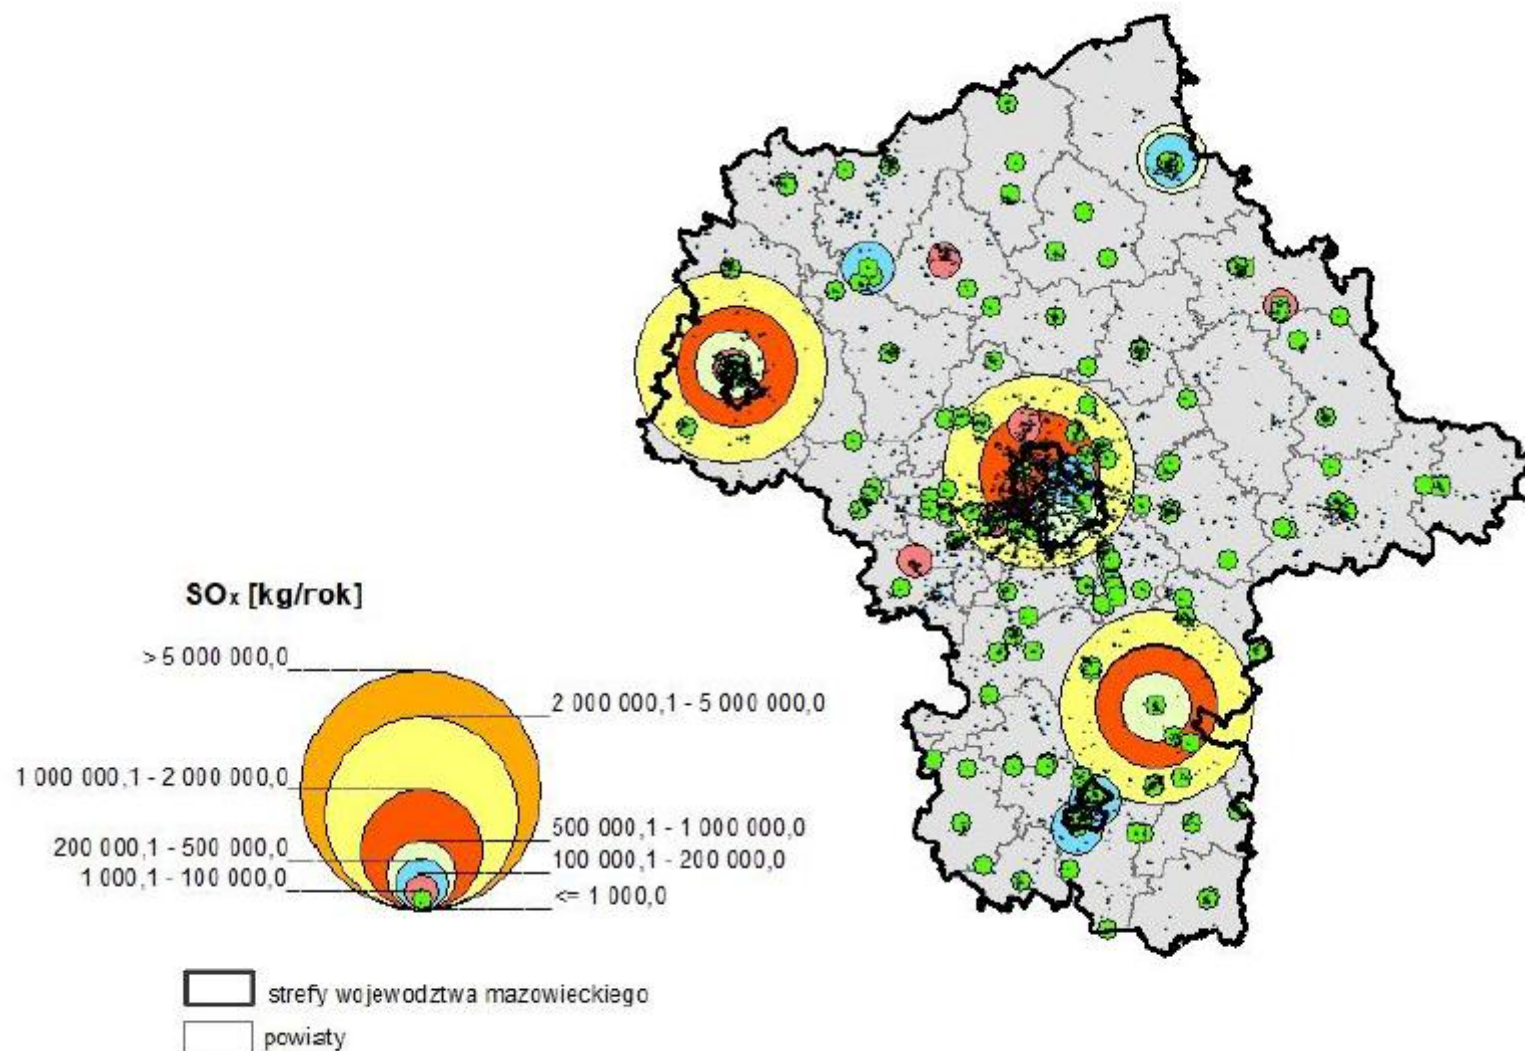 SOx [kg/rok]
> 5 000 000,0
2 000 000,1 - 5 000 000,0
1 000 000,1 - 2 000 000,0
500 000,1 - 1 000 000,0
200 000,1 - 500 000,0
100 000,1 - 200 000,0
1 000,1 - 100 000,0
<= 1 000,0
strefy wojewodztwa mazowieckiego
powiaty